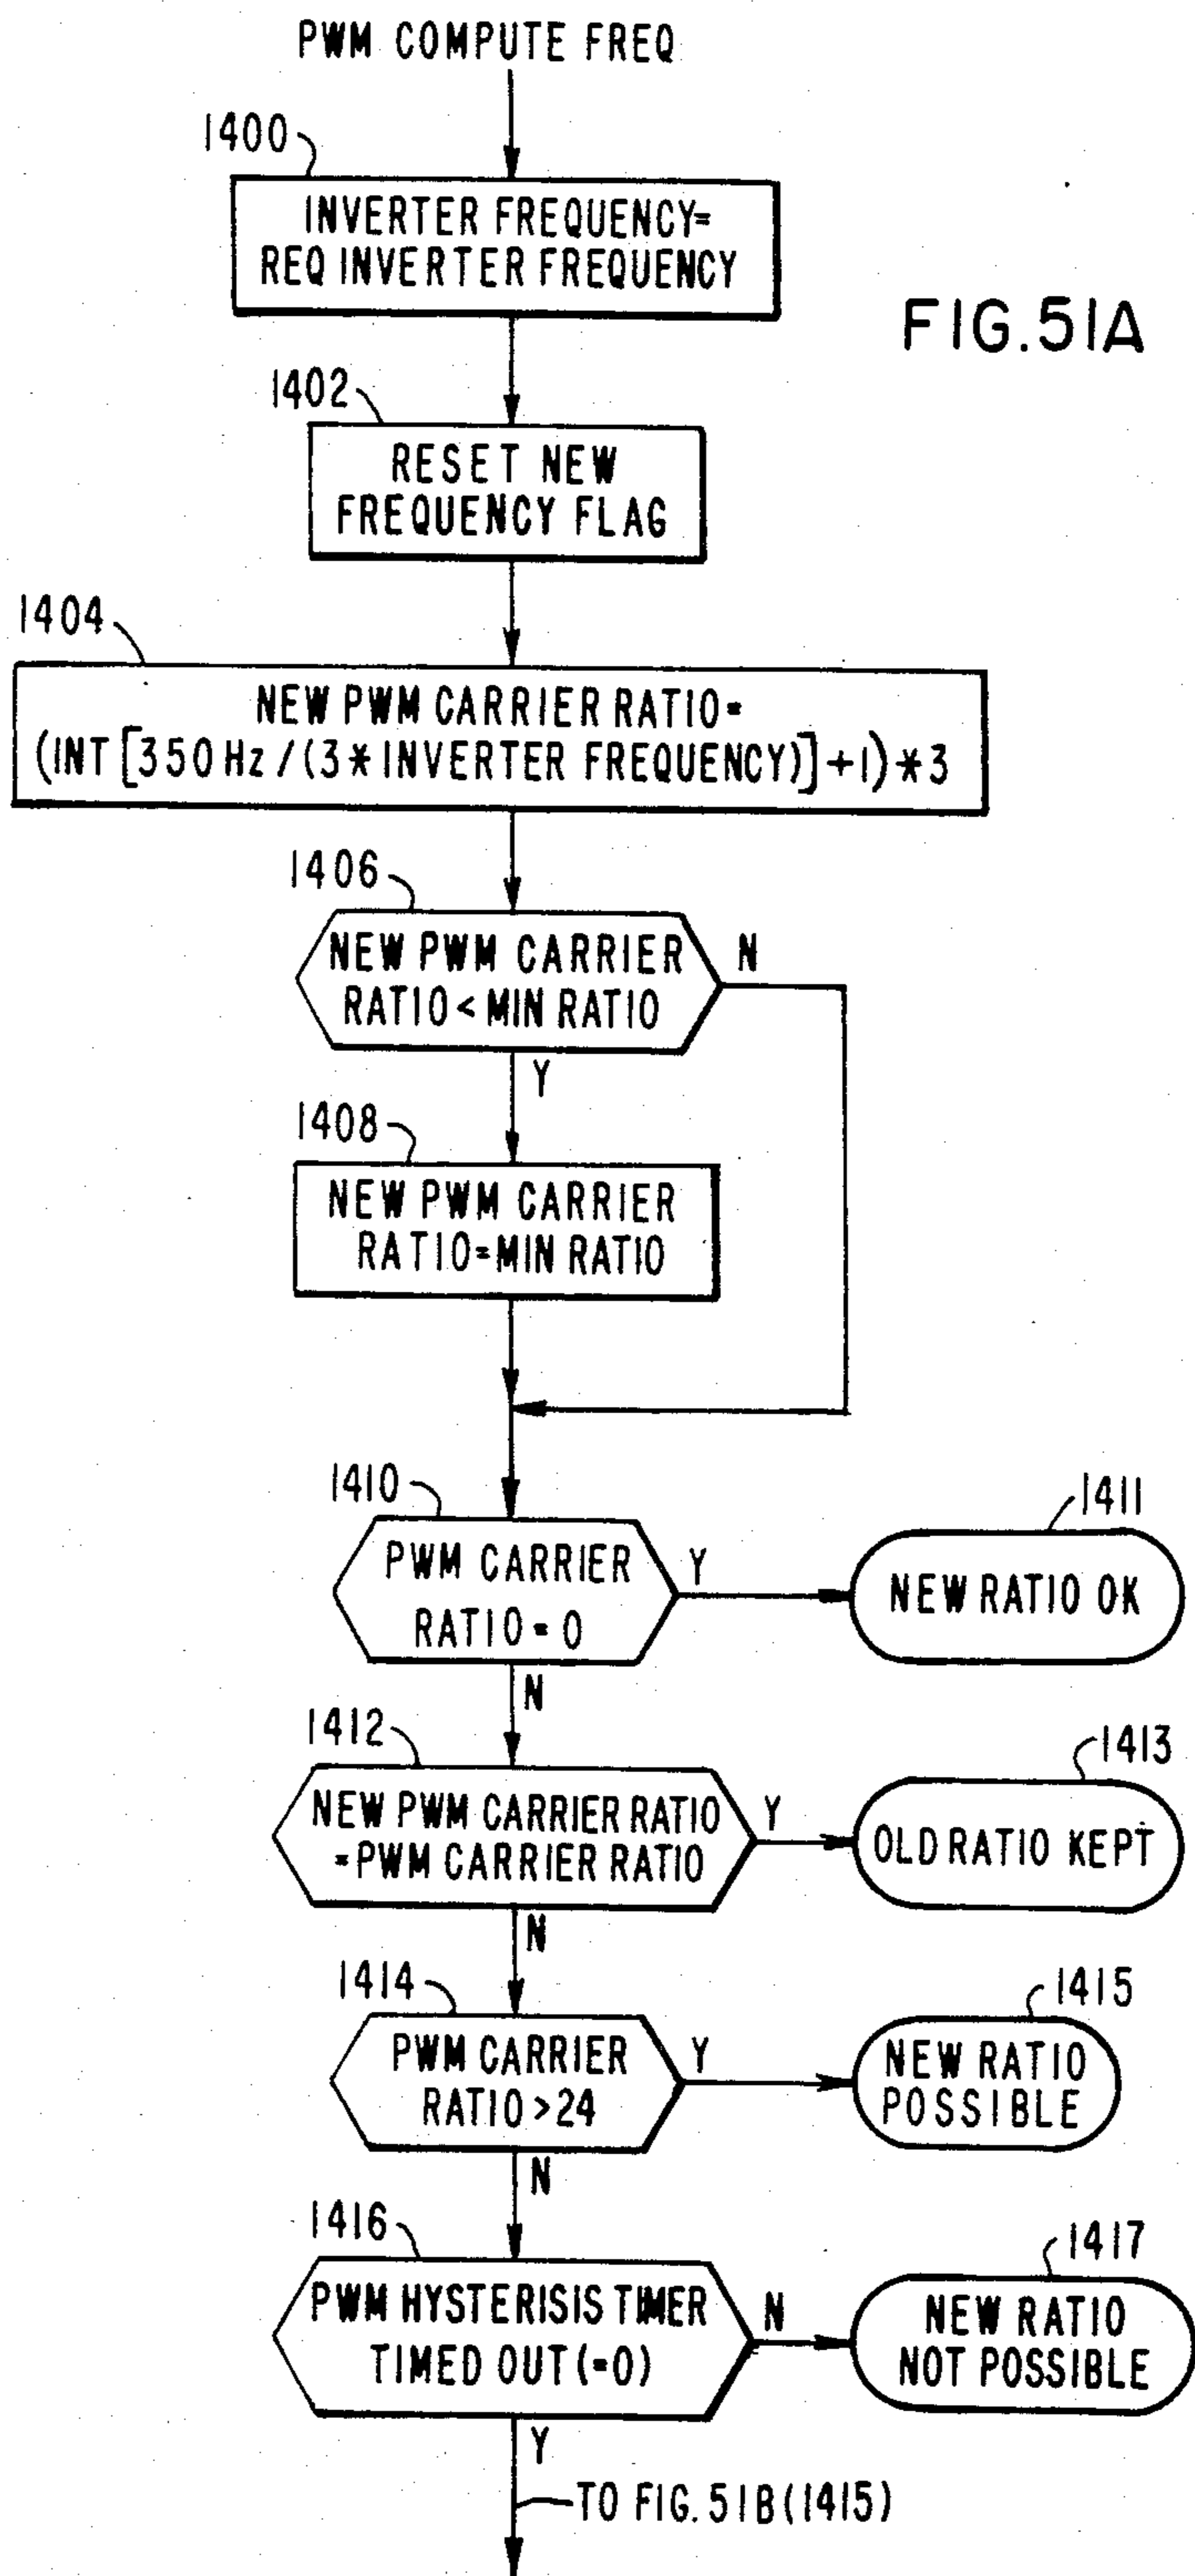 PWM COMPUTE FREQ
1400
INVERTER FREQUENCY=
REQ INVERTER FREQUENCY
FIG.51A
1402
RESET NEW
FREQUENCY FLAG
1404
NEW PWM CARRIER RATIO=
(INT [350 Hz / (3* INVERTER FREQUENCY)] +1) *3
1406
NEW PWM CARRIER
RATIO < MIN RATIO
N
Y
1408
NEW PWM CARRIER
RATIO=MIN RATIO
1410
PWM CARRIER
RATIO = 0
Y
1411
NEW RATIO OK
N
1412
NEW PWM CARRIER RATIO
=PWM CARRIER RATIO
Y
1413
OLD RATIO KEPT
N
1414
PWM CARRIER
RATIO >24
Y
1415
NEW RATIO
POSSIBLE
N
1416
PWM HYSTERISIS TIMER
TIMED OUT (=0)
N
1417
NEW RATIO
NOT POSSIBLE
Y
TO FIG. 51B (1415)